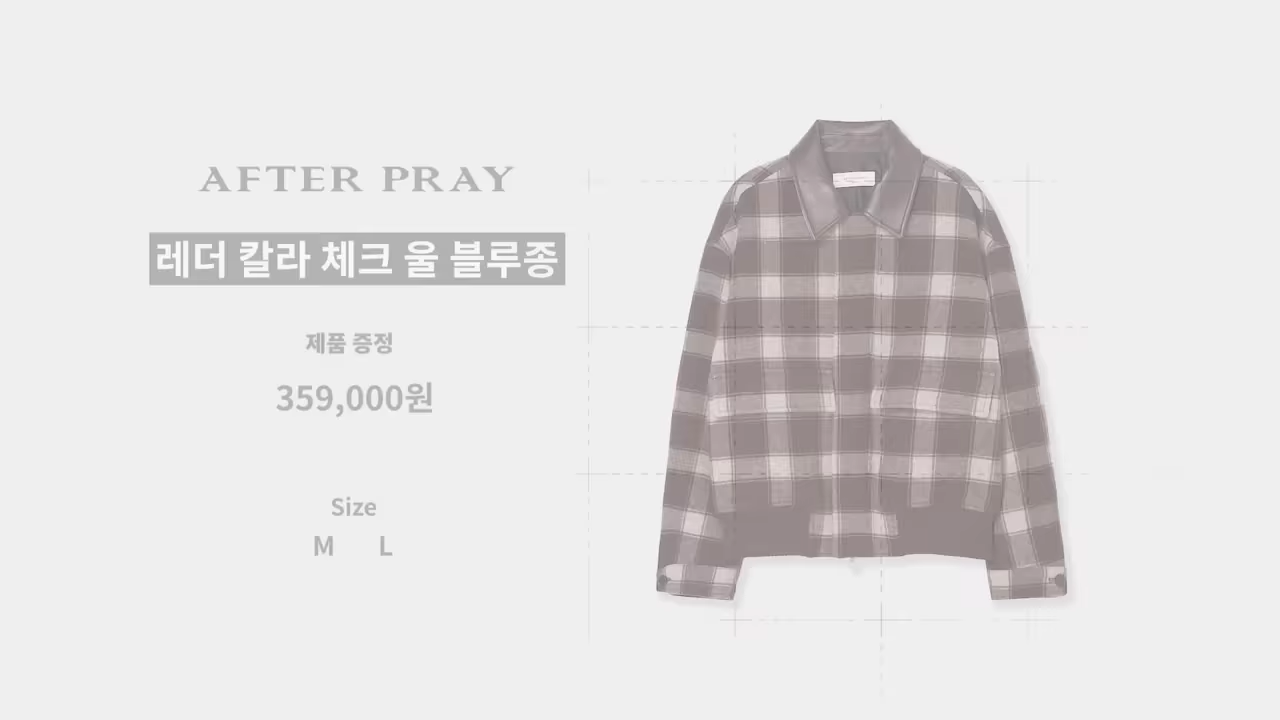 AFTER PRAY
레더 칼라 체크 울 블루종
제품 증정
359,000원
Size
M L